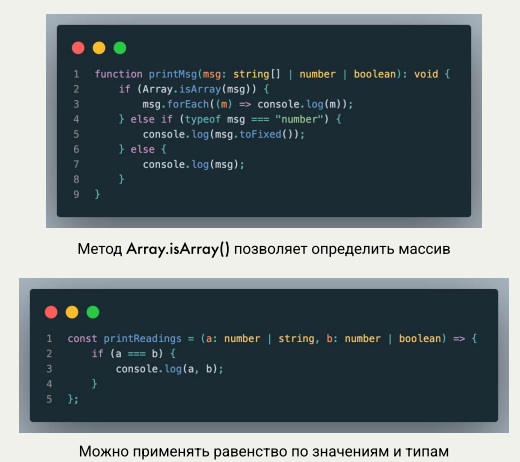 1 function printMsg(msg: string[] | number | boolean): void {
2     if (Array.isArray(msg)) {
3         msg.forEach((m) => console.log(m));
4     } else if (typeof msg === "number") {
5         console.log(msg.toFixed());
6     } else {
7         console.log(msg);
8     }
9 }
Метод Array.isArray() позволяет определить массив
1 const printReadings = (a: number | string, b: number | boolean) => {
2     if (a === b) {
3         console.log(a, b);
4     }
5 };
Можно применять равенство по значениям и типам